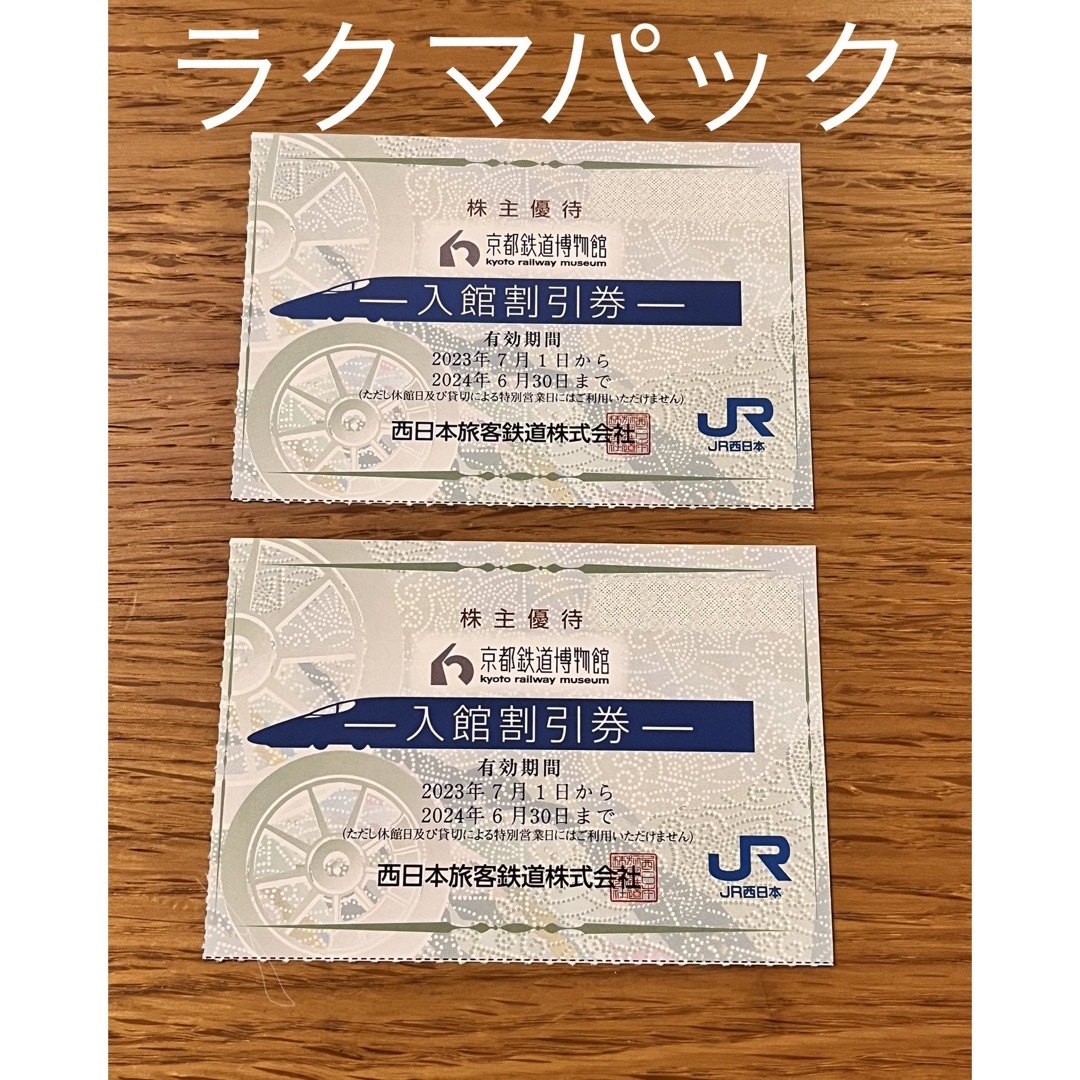 ラクマパック
株主優待
京都鉄道博物館
kyoto railway museum
― 入館割引券 ―
有効期間
2023年7月1日から
2024年6月30日まで
(ただし休館日及び貸切による特別営業日にはご利用いただけません)
西日本旅客鉄道株式会社
JR
JR西日本
株主優待
京都鉄道博物館
kyoto railway museum
― 入館割引券 ―
有効期間
2023年7月1日から
2024年6月30日まで
(ただし休館日及び貸切による特別営業日にはご利用いただけません)
西日本旅客鉄道株式会社
JR
JR西日本